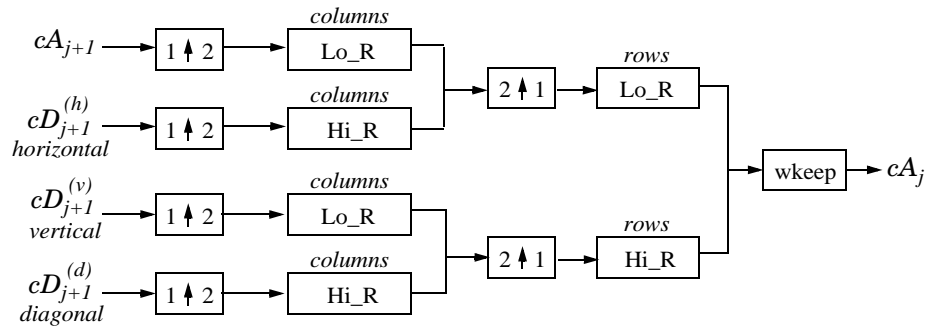 columns
cA_{j+1} 1 ↑ 2 Lo_R
rows
2 ↑ 1 Lo_R
columns
cD_{j+1}^{(h)} 1 ↑ 2 Hi_R
horizontal
wkeep cA_j
columns
cD_{j+1}^{(v)} 1 ↑ 2 Lo_R
vertical
rows
2 ↑ 1 Hi_R
columns
cD_{j+1}^{(d)} 1 ↑ 2 Hi_R
diagonal